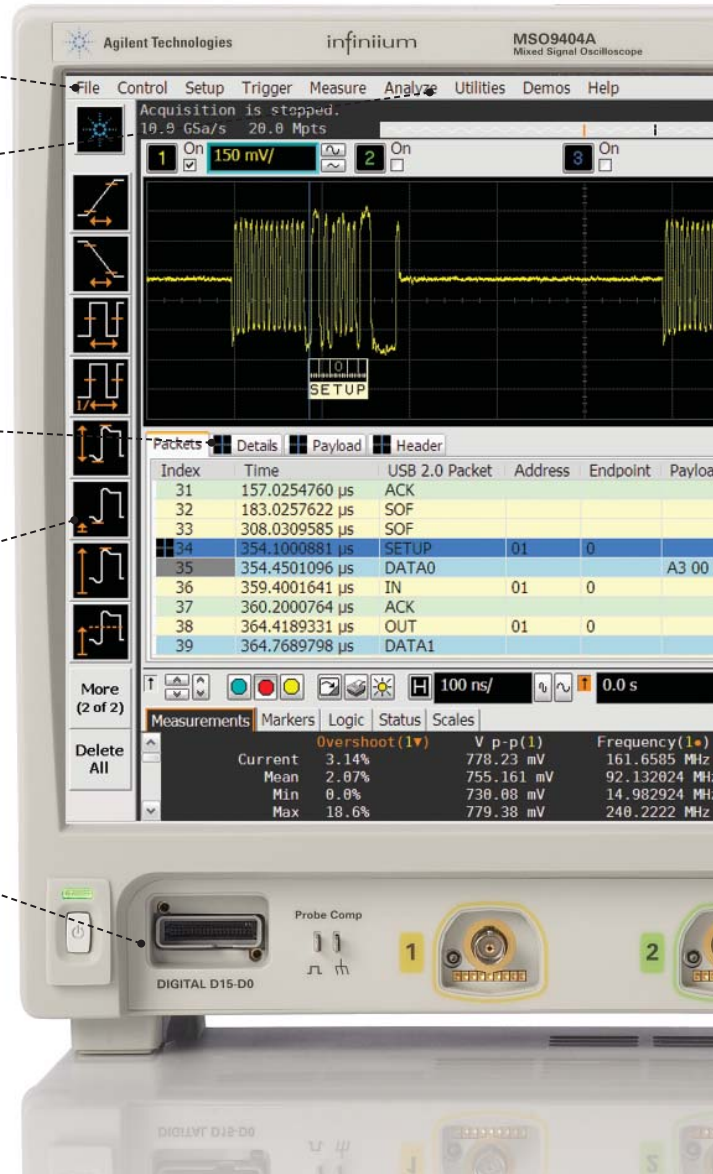 Agilent Technologies infiniium MSO9404A
Mixed Signal Oscilloscope
File Control Setup Trigger Measure Analyze Utilities Demos Help
Acquisition is stopped.
10.0 GSa/s 20.0 Mpts
1 On 150 mV/ 2 On 3 On
0
SETUP
Packets Details Payload Header
Index Time USB 2.0 Packet Address Endpoint
31 157.0254760 µs ACK
32 183.0257622 µs SOF
33 308.0309585 µs SOF
34 354.1000881 µs SETUP 01 0
35 354.4501096 µs DATA0 A3 00
36 359.4001641 µs IN 01 0
37 360.2000764 µs ACK
38 364.4189331 µs OUT 01 0
39 364.7689798 µs DATA1
1/
More
(2 of 2)
H 100 ns/ 0.0 s
Measurements Markers Logic Status Scales
Delete
All
Overshoot(1▼) V p-p(1) Frequency(1●)
Current 3.14% 778.23 mV 161.6585 MHz
Mean 2.07% 755.161 mV 92.132024 MHz
Min 0.0% 730.08 mV 14.982924 MHz
Max 18.6% 779.38 mV 240.2222 MHz
Probe Comp
1 2
DIGITAL D15-D0